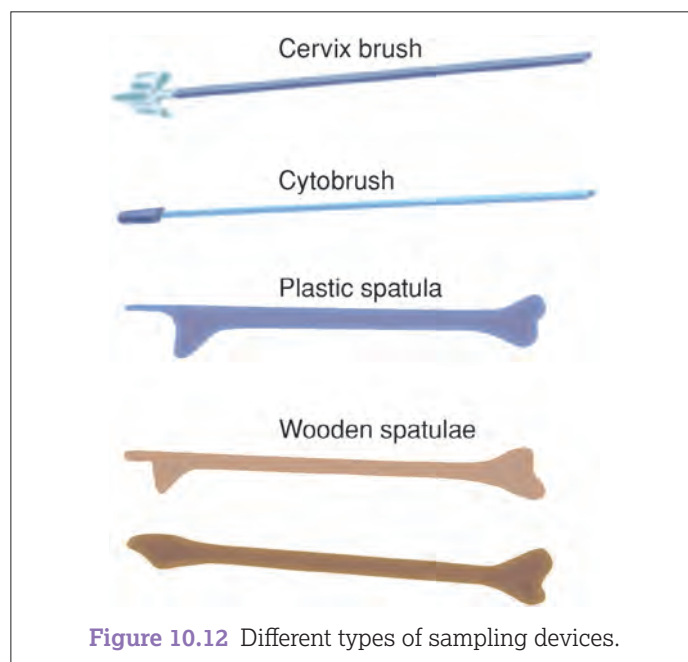 Cervix brush
Cytobrush
Plastic spatula
Wooden spatulae
Figure 10.12 Different types of sampling devices.